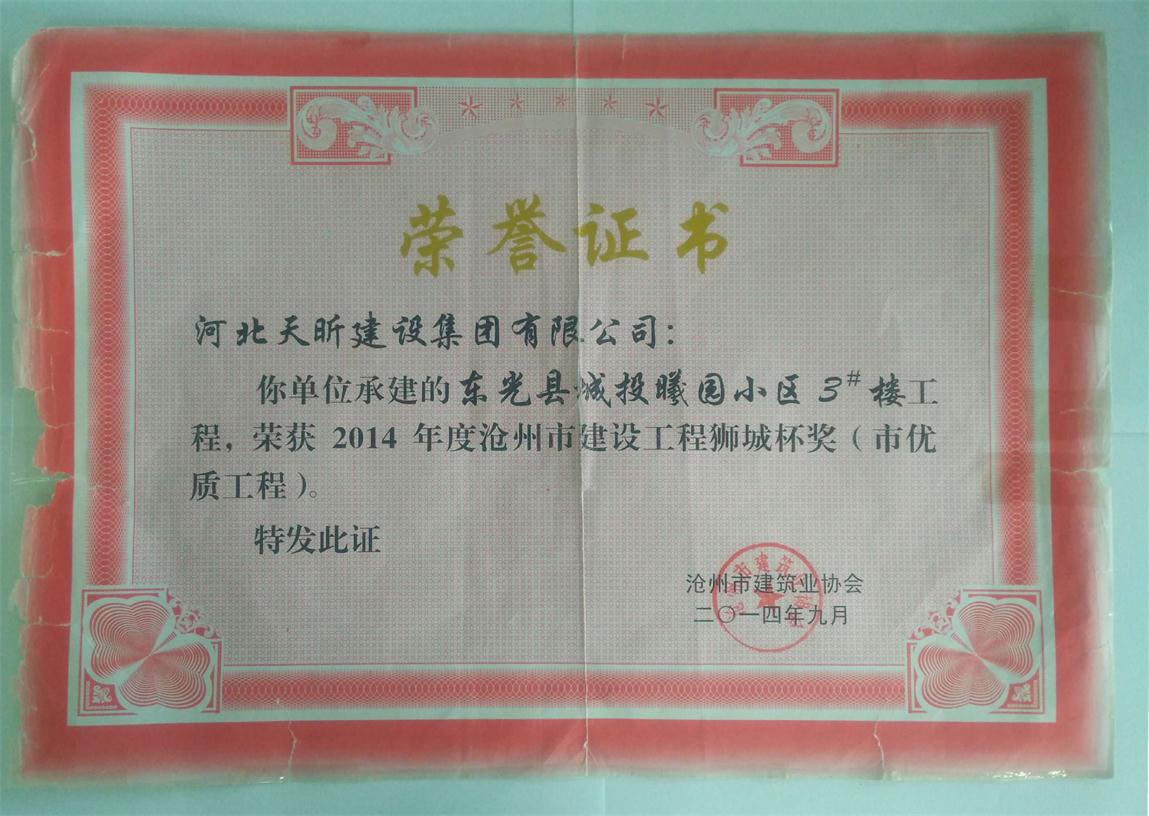 荣誉证书
河北天昕建设集团有限公司：
你单位承建的东光县城投曦园小区3#楼工
程，荣获 2014 年度沧州市建设工程狮城杯奖（市优
质工程）。
特发此证
沧州市建筑业协会
二〇一四年九月